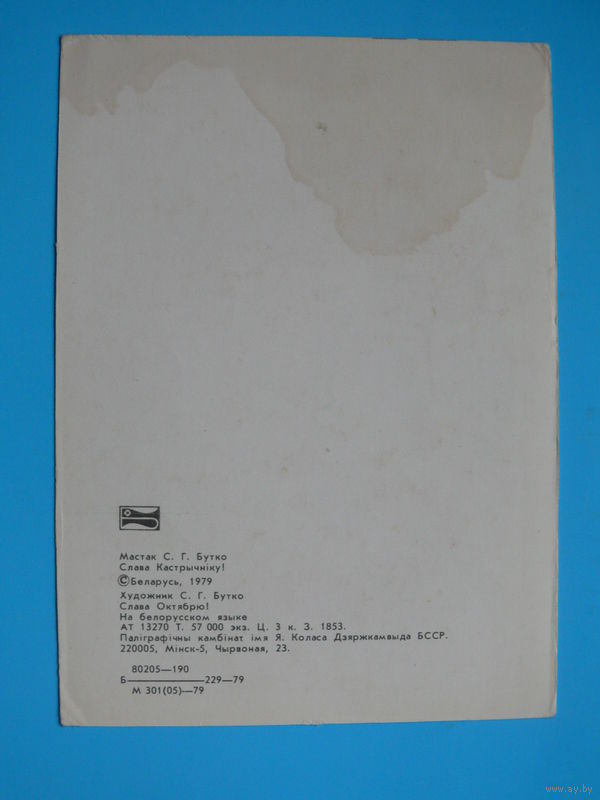 Мастак С. Г. Бутко
Слава Кастрычніку!
©Беларусь, 1979
Художник С. Г. Бутко
Слава Октябрю!
На белорусском языке
АТ 13270 Т. 57 000 экз. Ц. 3 к. З. 1853.
Паліграфічны камбінат імя Я. Коласа Дзяржкамвыда БССР.
220005, Мінск-5, Чырвоная, 23.
80205—190
Б—————229—79
М 301(05)—79
www.ay.by